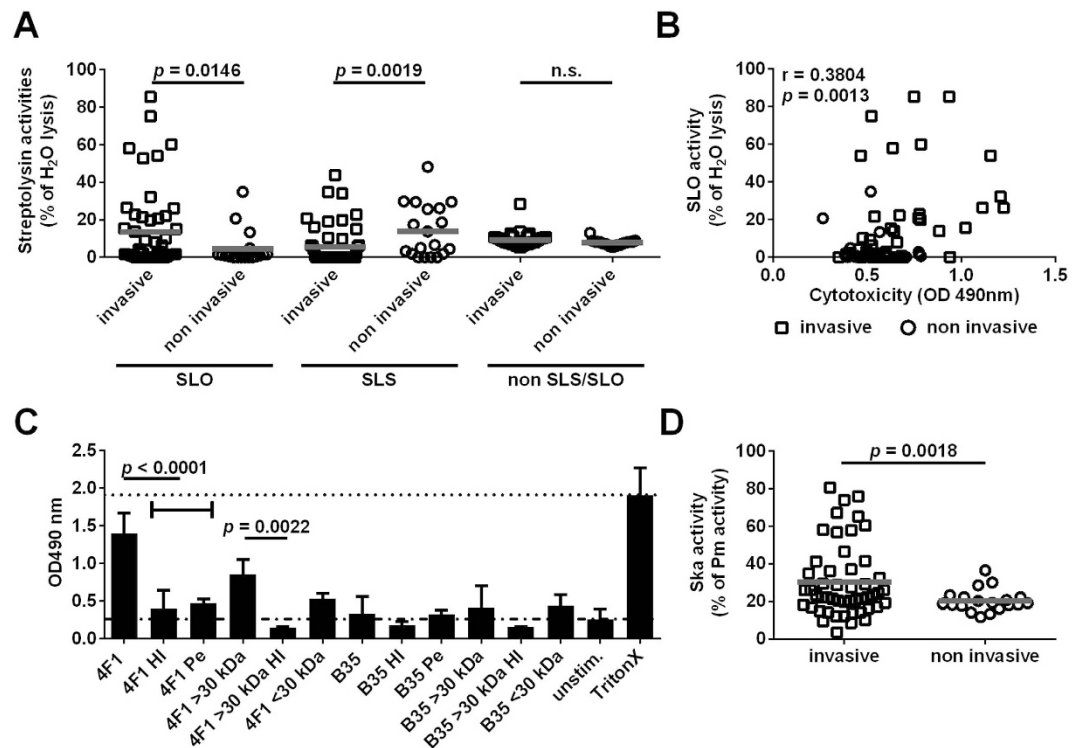 A
Streptolysin activities
(% of H2O lysis)
100
80
60
40
20
0
p = 0.0146
p = 0.0019
n.s.
invasive
non invasive
invasive
non invasive
invasive
non invasive
SLO
SLS
non SLS/SLO
B
SLO activity
(% of H2O lysis)
100
80
60
40
20
0
r = 0.3804
p = 0.0013
0.0
0.5
1.0
1.5
Cytotoxicity (OD 490nm)
invasive
non invasive
C
OD490 nm
2.5
2.0
1.5
1.0
0.5
0.0
p < 0.0001
p = 0.0022
4F1
4F1 HI
4F1 Pe
4F1 >30 kDa
4F1 >30 kDa HI
4F1 <30 kDa
B35
B35 HI
B35 Pe
B35 >30 kDa
B35 >30 kDa HI
B35 <30 kDa
unstim.
TritonX
D
Ska activity
(% of Pm activity)
100
80
60
40
20
0
p = 0.0018
invasive
non invasive